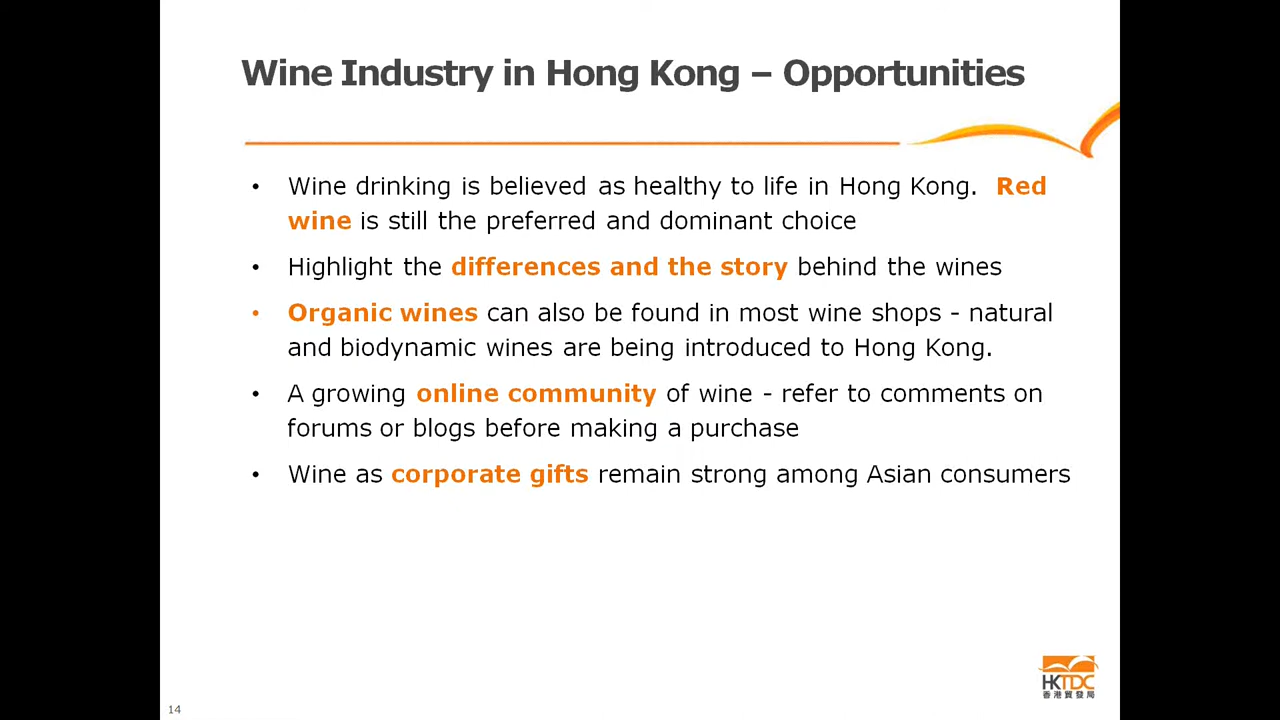 Wine Industry in Hong Kong – Opportunities
• Wine drinking is believed as healthy to life in Hong Kong.  Red
wine is still the preferred and dominant choice
• Highlight the differences and the story behind the wines
• Organic wines can also be found in most wine shops - natural
and biodynamic wines are being introduced to Hong Kong.
• A growing online community of wine - refer to comments on
forums or blogs before making a purchase
• Wine as corporate gifts remain strong among Asian consumers
HKTDC
香港貿發局
14